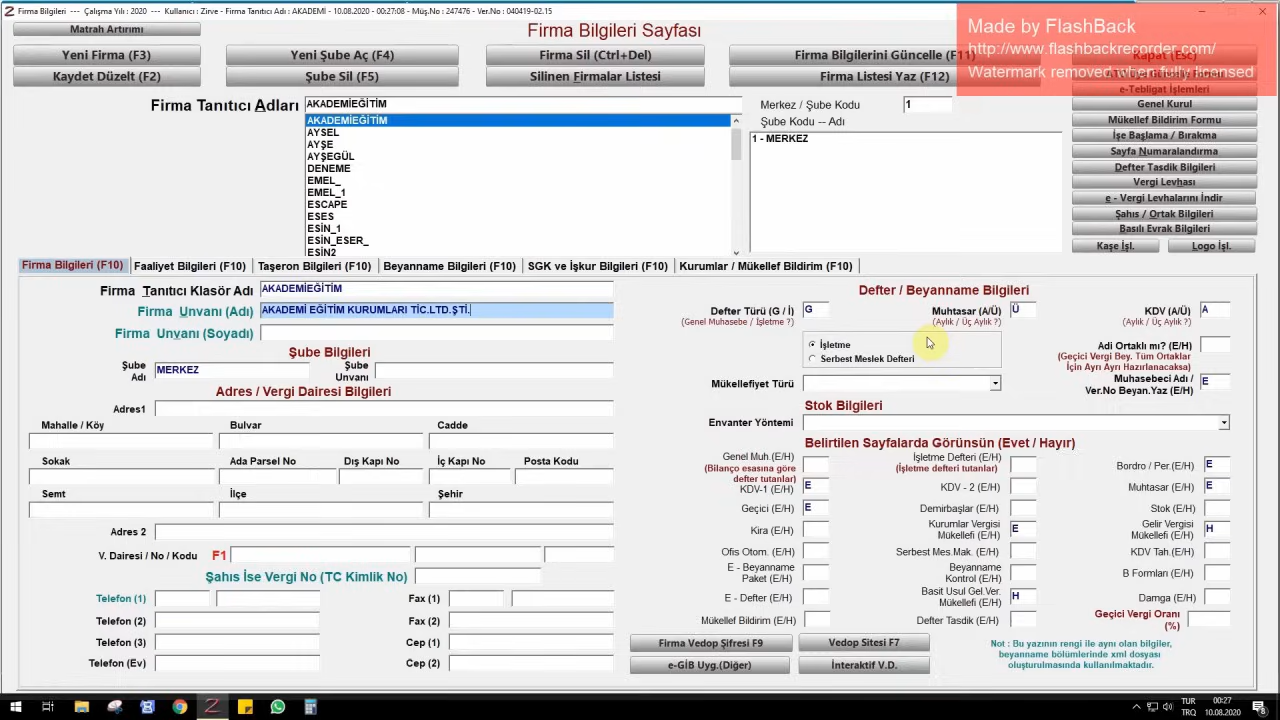 Firma Bilgileri --- Çalışma Yılı : 2020 --- Kullanıcı : Zirve - Firma Tanıtıcı Adı : AKADEMİ - 10.08.2020 - 00:27:08 - Müş.No : 247476 - Ver.No : 040419-02.15
Made by FlashBack
http://www.flashbackrecorder.com/
Watermark removed when fully licensed
Matrah Artırımı
Firma Bilgileri Sayfası
Yeni Firma (F3)
Yeni Şube Aç (F4)
Firma Sil (Ctrl+Del)
Firma Bilgilerini Güncelle (F11)
Kapat (Esc)
Kaydet Düzelt (F2)
Şube Sil (F5)
Silinen Firmalar Listesi
Firma Listesi Yaz (F12)
e-Tebligat İşlemleri
Genel Kurul
Mükellef Bildirim Formu
İşe Başlama / Bırakma
Sayfa Numaralandırma
Defter Tasdik Bilgileri
Vergi Levhası
e - Vergi Levhalarını İndir
Şahıs / Ortak Bilgileri
Basılı Evrak Bilgileri
Kaşe İşl.
Logo İşl.
Firma Tanıtıcı Adları
AKADEMİEĞİTİM
AKADEMİEĞİTİM
AYSEL
AYŞE
AYŞEGÜL
DENEME
EMEL_
EMEL_1
ESCAPE
ESES
ESİN_1
ESİN_ESER_
ESİN2
Merkez / Şube Kodu
1
Şube Kodu -- Adı
1 - MERKEZ
Firma Bilgileri (F10)
Faaliyet Bilgileri (F10)
Taşeron Bilgileri (F10)
Beyanname Bilgileri (F10)
SGK ve İşkur Bilgileri (F10)
Kurumlar / Mükellef Bildirim (F10)
Firma Tanıtıcı Klasör Adı
AKADEMİEĞİTİM
Firma Unvanı (Adı)
AKADEMİ EĞİTİM KURUMLARI TİC.LTD.ŞTİ.
Firma Unvanı (Soyadı)
Şube Bilgileri
Şube Adı
MERKEZ
Şube Unvanı
Adres / Vergi Dairesi Bilgileri
Adres1
Mahalle / Köy
Bulvar
Cadde
Sokak
Ada Parsel No
Dış Kapı No
İç Kapı No
Posta Kodu
Semt
İlçe
Şehir
Adres 2
V. Dairesi / No / Kodu
F1
Şahıs İse Vergi No (TC Kimlik No)
Telefon (1)
Fax (1)
Telefon (2)
Fax (2)
Telefon (3)
Cep (1)
Telefon (Ev)
Cep (2)
Defter / Beyanname Bilgileri
Defter Türü (G / İ)
(Genel Muhasebe / İşletme ?)
G
Muhtasar (A/Ü)
(Aylık / Üç Aylık ?)
Ü
KDV (A/Ü)
(Aylık / Üç Aylık ?)
A
İşletme
Serbest Meslek Defteri
Adi Ortaklı mı? (E/H)
(Geçici Vergi Bey. Tüm Ortaklar
İçin Ayrı Ayrı Hazırlanacaksa)
Mükellefiyet Türü
Muhasebeci Adı /
Ver.No Beyan.Yaz (E/H)
E
Stok Bilgileri
Envanter Yöntemi
Belirtilen Sayfalarda Görünsün (Evet / Hayır)
Genel Muh.(E/H)
(Bilanço esasına göre
defter tutanlar)
İşletme Defteri (E/H)
(İşletme defteri tutanlar)
Bordro / Per.(E/H)
E
KDV-1 (E/H)
E
KDV - 2 (E/H)
Muhtasar (E/H)
E
Geçici (E/H)
E
Demirbaşlar (E/H)
Stok (E/H)
Kira (E/H)
Kurumlar Vergisi
Mükellefi (E/H)
E
Gelir Vergisi
Mükellefi (E/H)
H
Ofis Otom. (E/H)
Serbest Mes.Mak. (E/H)
KDV Tah.(E/H)
E - Beyanname
Paket (E/H)
Beyanname
Kontrol (E/H)
B Formları (E/H)
E - Defter (E/H)
Basit Usul Gel.Ver.
Mükellefi (E/H)
H
Damga (E/H)
Mükellef Bildirim (E/H)
Defter Tasdik (E/H)
Geçici Vergi Oranı
(%)
Firma Vedop Şifresi F9
Vedop Sitesi F7
e-GİB Uyg.(Diğer)
İnteraktif V.D.
Not : Bu yazının rengi ile aynı olan bilgiler,
beyanname bölümlerinde xml dosyası
oluşturulmasında kullanılmaktadır.
TUR
TRQ
00:27
10.08.2020